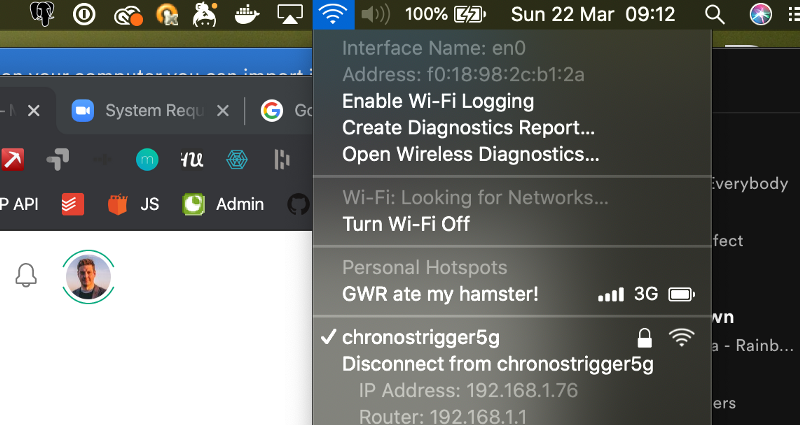 100% Sun 22 Mar 09:12
Interface Name: en0
Address: f0:18:98:2c:b1:2a
Enable Wi-Fi Logging
Create Diagnostics Report...
Open Wireless Diagnostics...
Wi-Fi: Looking for Networks...
Turn Wi-Fi Off
Personal Hotspots
GWR ate my hamster! 3G
chronostrigger5g
Disconnect from chronostrigger5g
IP Address: 192.168.1.76
Router: 192.168.1.1
on your computer you can import
System Requ
Go
P API JS Admin
Everybody
fect
wn
a - Rainb...
ers